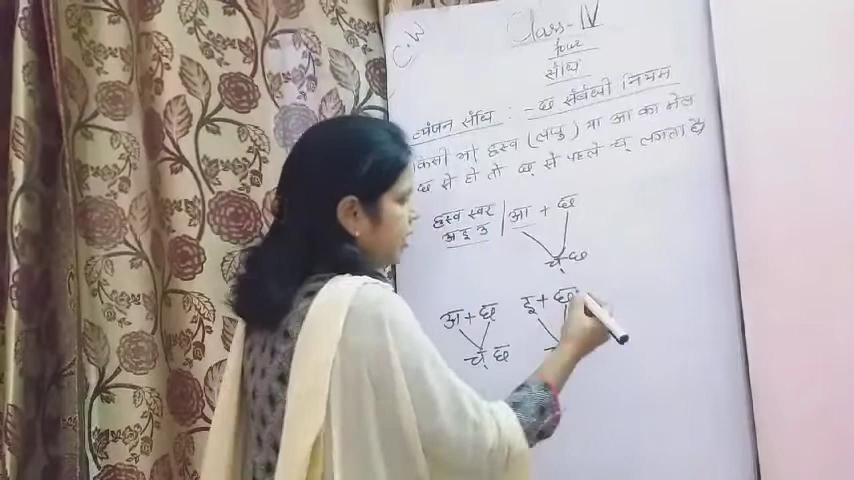 C.W
Class-IV
four
संधि
व्यंजन संधि : - छ संबंधी नियम
किसी भी ह्रस्व (लघु) या आ का मेल
छ से हो तो छ से पहले च् लगता है
ह्रस्व स्वर | आ + छ
अ इ उ
च् छ
अ + छ इ + छ
च् छ